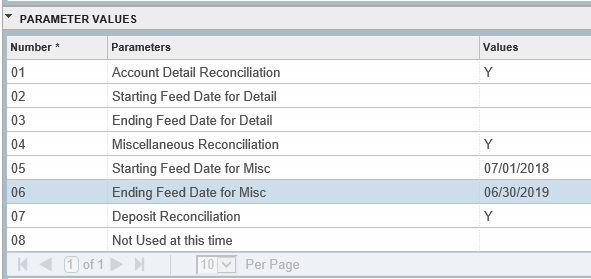 PARAMETER VALUES
Number * Parameters Values
01 Account Detail Reconciliation Y
02 Starting Feed Date for Detail
03 Ending Feed Date for Detail
04 Miscellaneous Reconciliation Y
05 Starting Feed Date for Misc 07/01/2018
06 Ending Feed Date for Misc 06/30/2019
07 Deposit Reconciliation Y
08 Not Used at this time
1 of 1 10 Per Page